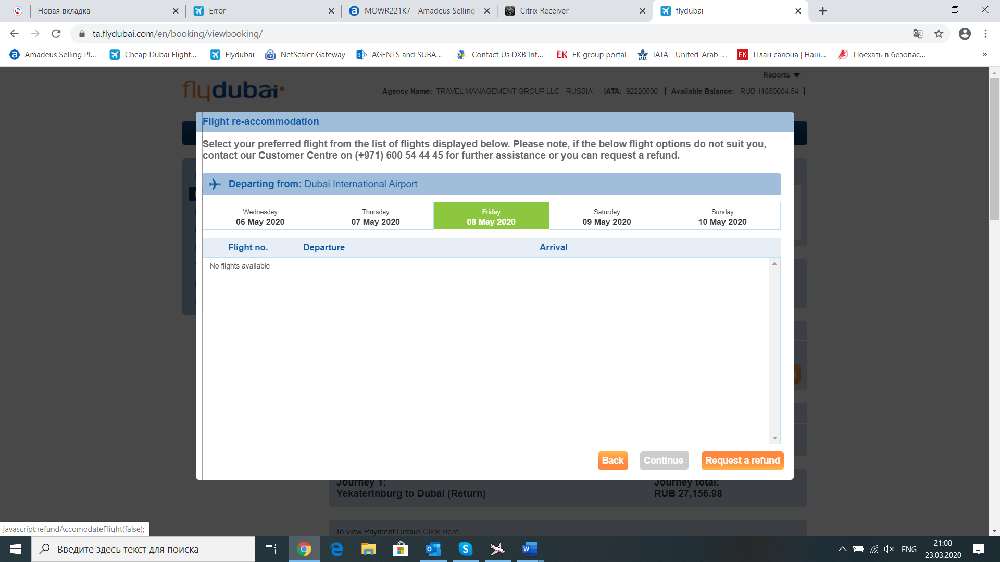 Новая вкладка
Error
MOWR221K7 - Amadeus Selling
Citrix Receiver
flydubai
ta.flydubai.com/en/booking/viewbooking/
Amadeus Selling Pl...
Cheap Dubai Flight...
Flydubai
NetScaler Gateway
AGENTS and SUBA...
Contact Us DXB Int...
EK group portal
IATA - United-Arab-...
План салона | Наш...
Поехать в безопас...
»
Reports
flydubai
Agency Name: TRAVEL MANAGEMENT GROUP LLC - RUSSIA | IATA: 92220000 | Available Balance: RUB 11850604.54 |
Flight re-accommodation
Select your preferred flight from the list of flights displayed below. Please note, if the below flight options do not suit you,
contact our Customer Centre on (+971) 600 54 44 45 for further assistance or you can request a refund.
Departing from: Dubai International Airport
Wednesday
06 May 2020
Thursday
07 May 2020
Friday
08 May 2020
Saturday
09 May 2020
Sunday
10 May 2020
Flight no.
Departure
Arrival
No flights available
Back
Continue
Request a refund
Journey 1:
Yekaterinburg to Dubai (Return)
Journey total:
RUB 27,156.98
To view Payment Details,Click Here
javascript:refundAccomodateFlight(false);
Введите здесь текст для поиска
ENG
21:08
23.03.2020